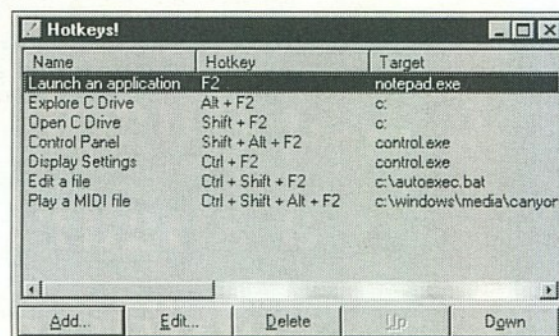 Hotkeys!
Name Hotkey Target
Launch an application F2 notepad.exe
Explore C Drive Alt + F2 c:
Open C Drive Shift + F2 c:
Control Panel Shift + Alt + F2 control.exe
Display Settings Ctrl + F2 control.exe
Edit a file Ctrl + Shift + F2 c:\autoexec.bat
Play a MIDI file Ctrl + Shift + Alt + F2 c:\windows\media\canyor
Add... Edit... Delete Up Down